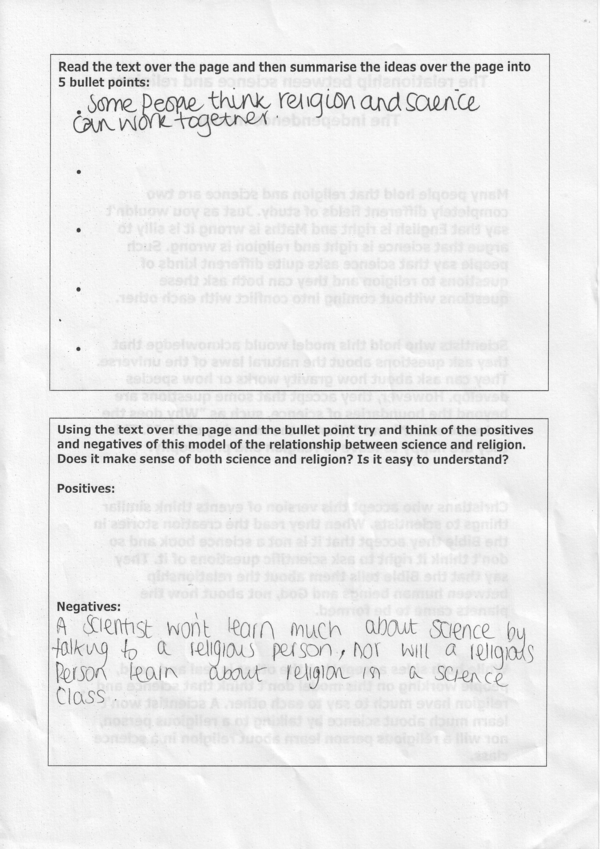 Read the text over the page and then summarise the ideas over the page into
5 bullet points:
. Some people think religion and science
can work together.
•
•
•
•
Using the text over the page and the bullet point try and think of the positives
and negatives of this model of the relationship between science and religion.
Does it make sense of both science and religion? Is it easy to understand?
Positives:
Negatives:
A scientist won't learn much about science by
talking to a religious person, nor will a religious
person learn about religion in a science
class.